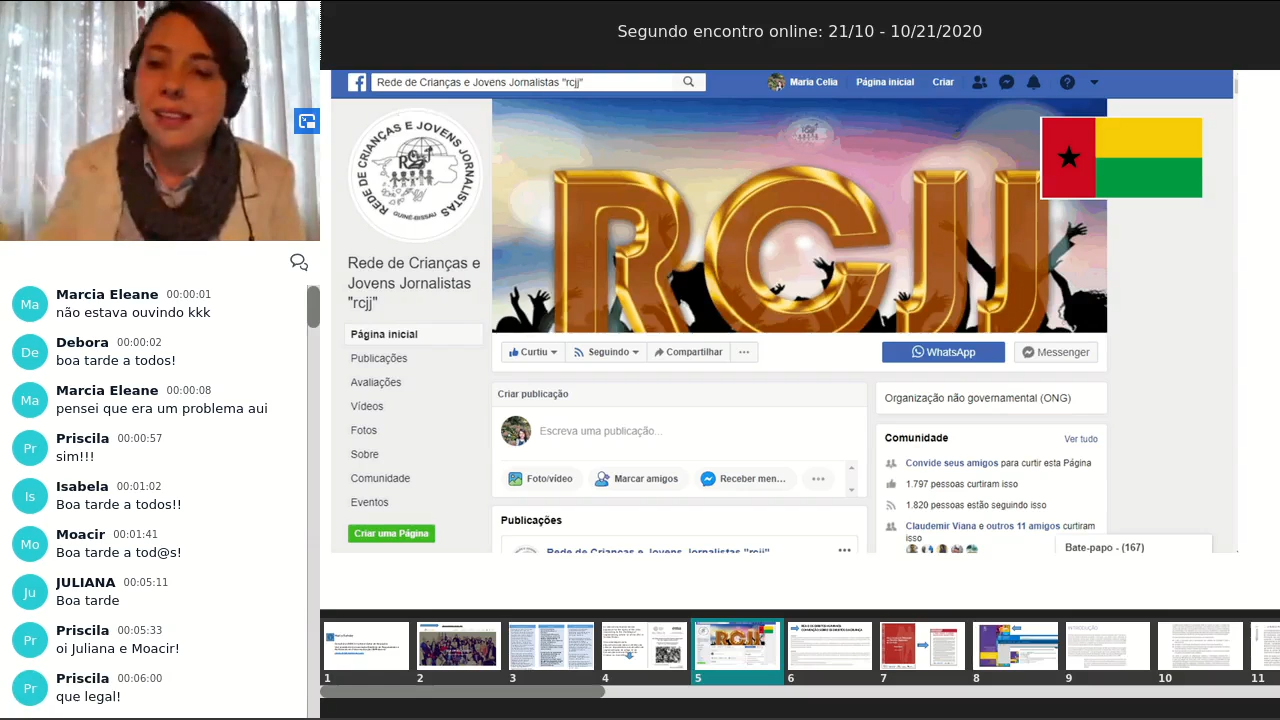 Segundo encontro online: 21/10 - 10/21/2020
Marcia Eleane 00:00:01
não estava ouvindo kkk
Debora 00:00:02
boa tarde a todos!
Marcia Eleane 00:00:08
pensei que era um problema aui
Priscila 00:00:57
sim!!!
Isabela 00:01:02
Boa tarde a todos!!
Moacir 00:01:41
Boa tarde a tod@s!
JULIANA 00:05:11
Boa tarde
Priscila 00:05:33
oi Juliana e Moacir!
Priscila 00:06:00
que legal!
Ma
De
Ma
Pr
Is
Mo
Ju
Pr
Pr
Rede de Crianças e Jovens Jornalistas "rcjj"
Maria Celia
Página inicial
Criar
REDE DE CRIANÇAS E JOVENS JORNALISTAS
GUINÉ-BISSAU
RCJJ
Rede de Crianças e
Jovens Jornalistas
"rcjj"
Página inicial
Publicações
Avaliações
Vídeos
Fotos
Sobre
Comunidade
Eventos
Criar uma Página
Curtiu
Seguindo
Compartilhar
WhatsApp
Messenger
Criar publicação
Escreva uma publicação...
Foto/vídeo
Marcar amigos
Receber men...
Publicações
Rede de Crianças e Jovens Jornalistas "rcjj"
Organização não governamental (ONG)
Comunidade
Ver tudo
Convide seus amigos para curtir esta Página
1.797 pessoas curtiram isso
1.820 pessoas estão seguindo isso
Claudemir Viana e outros 11 amigos curtiram
isso
Bate-papo - (167)
INTRODUÇÃO
1
2
3
4
5
6
7
8
9
10
11